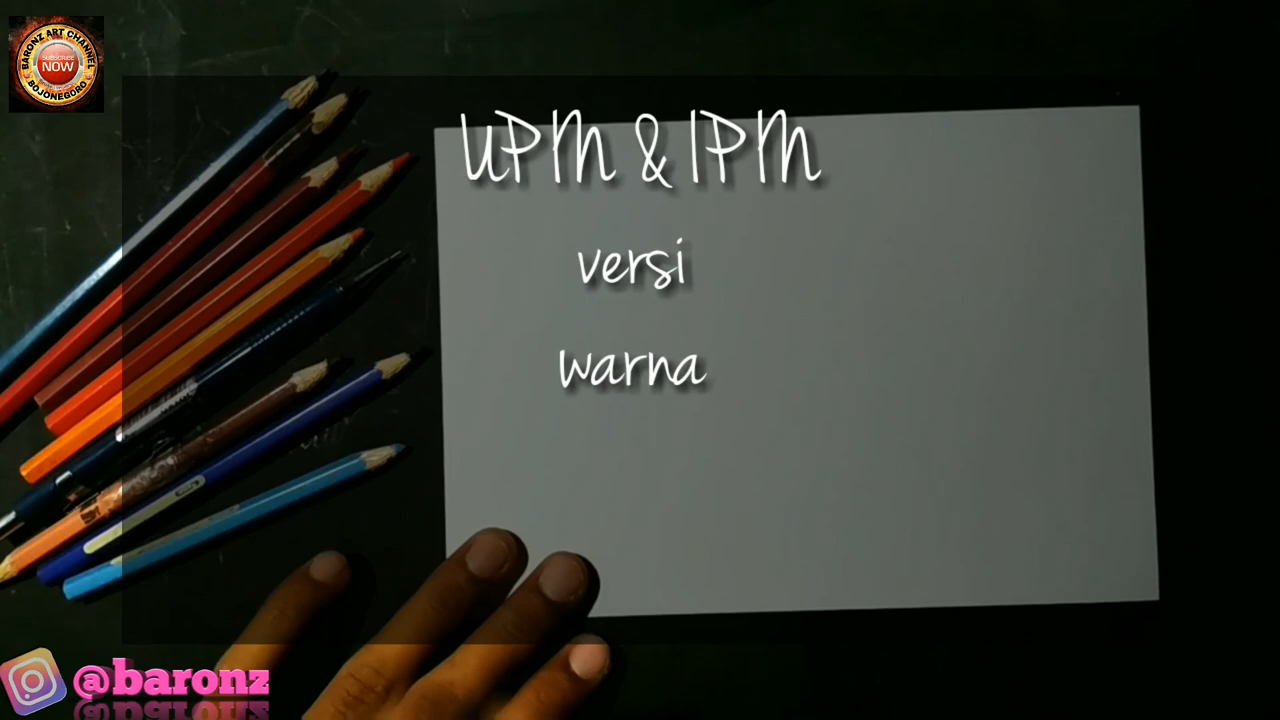 BARONZ ART CHANNEL
SUBSCRIBE
NOW
BOJONEGORO
UPM & IPM
versi
warna
@baronz